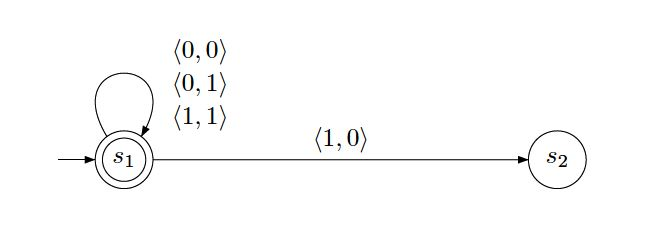 ⟨0, 0⟩
⟨0, 1⟩
⟨1, 1⟩
⟨1, 0⟩
s₁
s₂